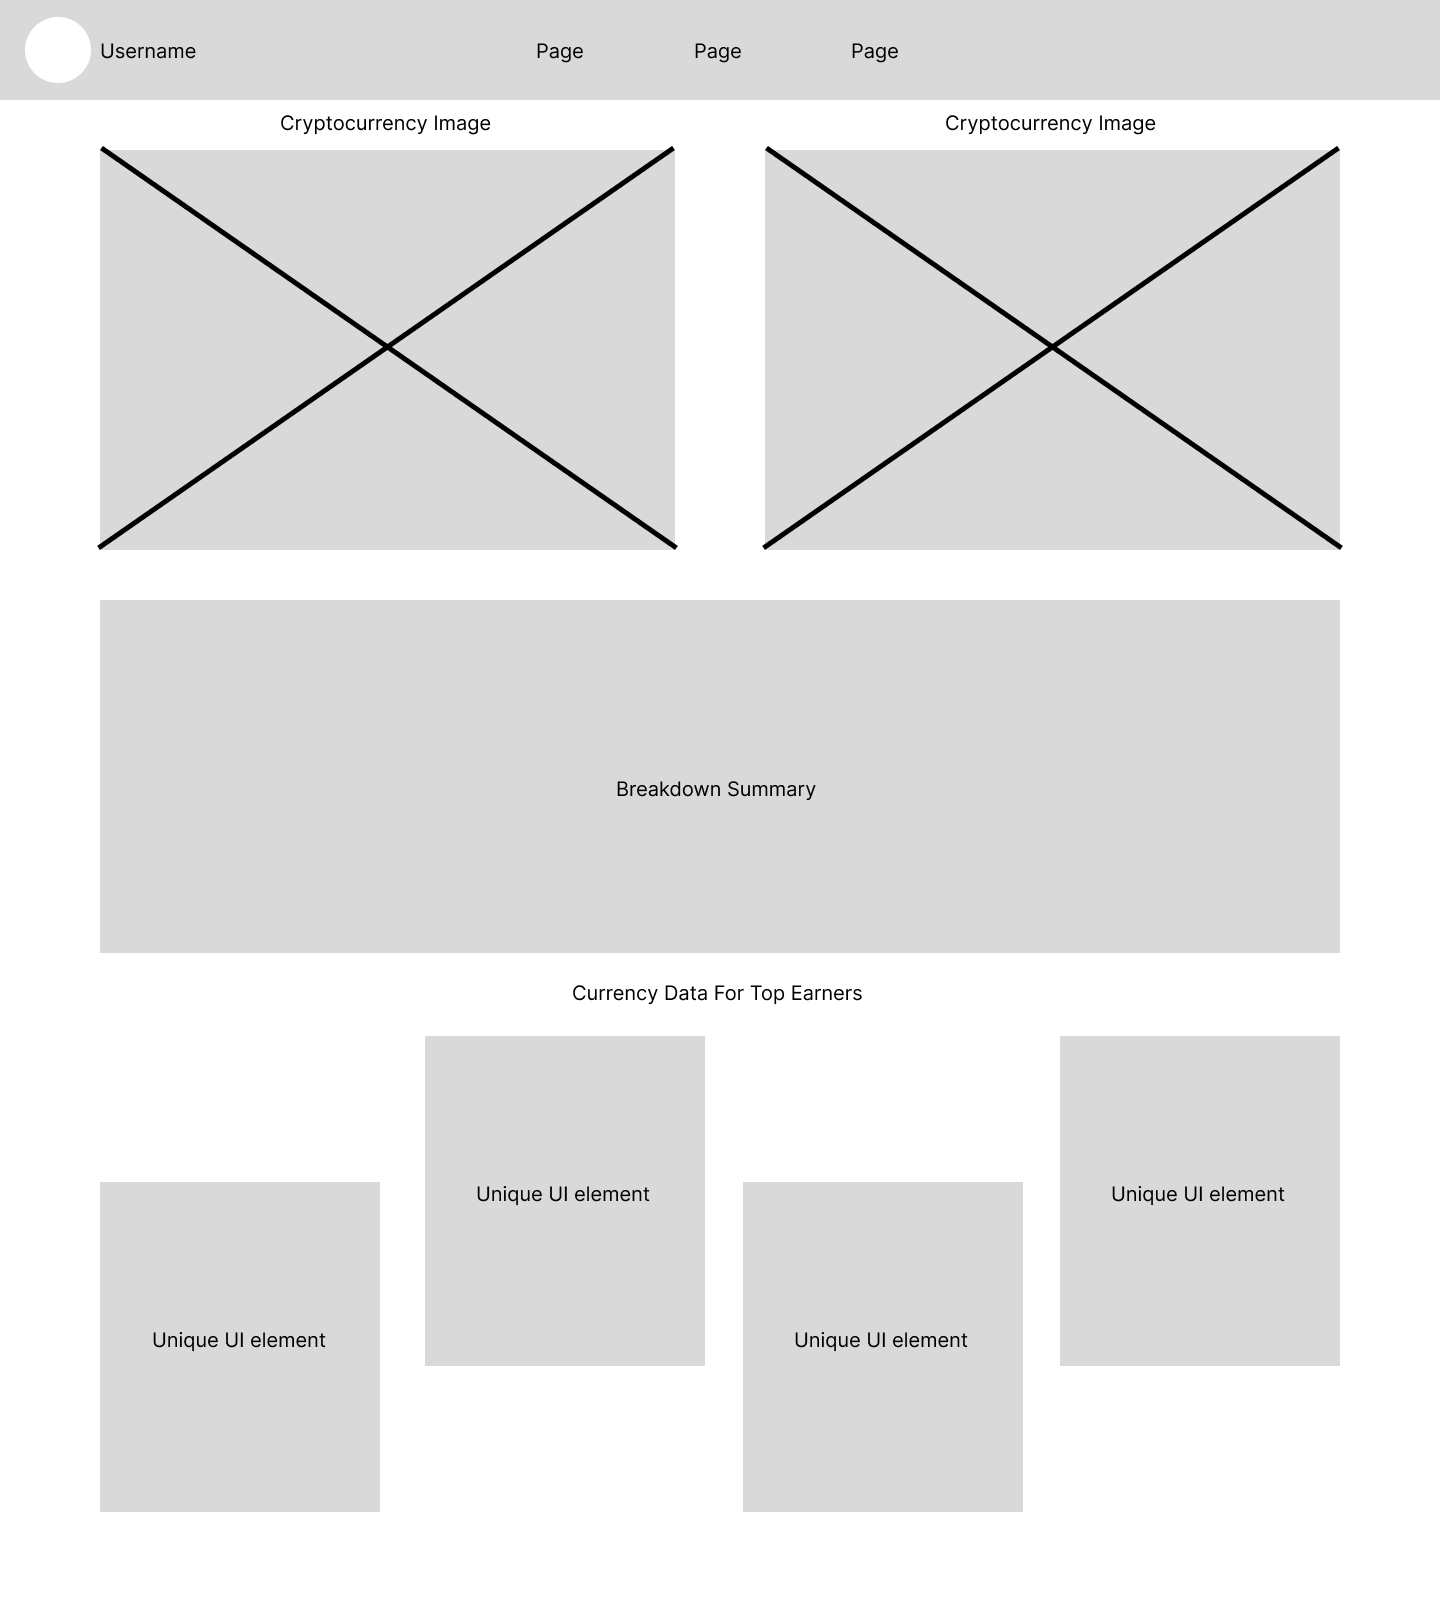 Username
Page
Page
Page
Cryptocurrency Image
Cryptocurrency Image
Breakdown Summary
Currency Data For Top Earners
Unique UI element
Unique UI element
Unique UI element
Unique UI element